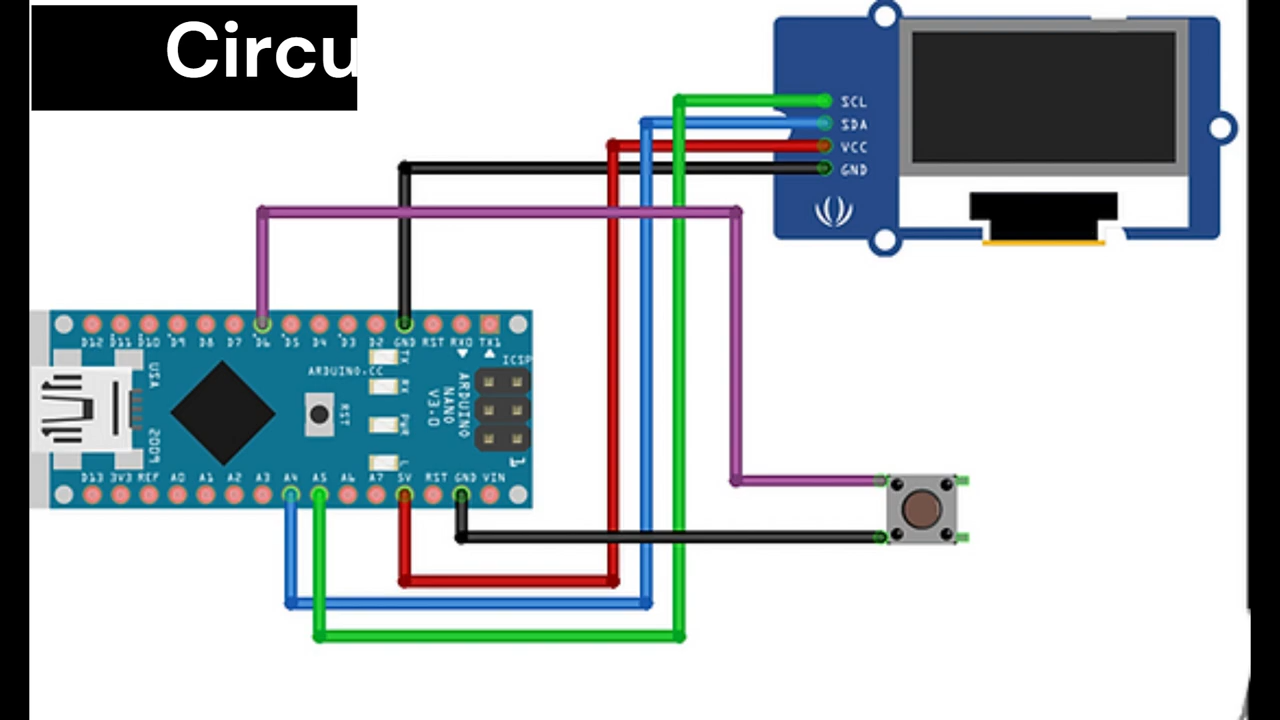 Circu
SCL
SDA
VCC
GND
D12 D11 D10 D9 D8 D7 D6 D5 D4 D3 D2 GND RST RX0 TX1
TX
ICSP
ARDUINO.CC
USA
RX
ARDUINO
NANO
V3.0
RST
PWR
2009
L
1
D13 3V3 REF A0 A1 A2 A3 A4 A5 A6 A7 5V RST GND VIN